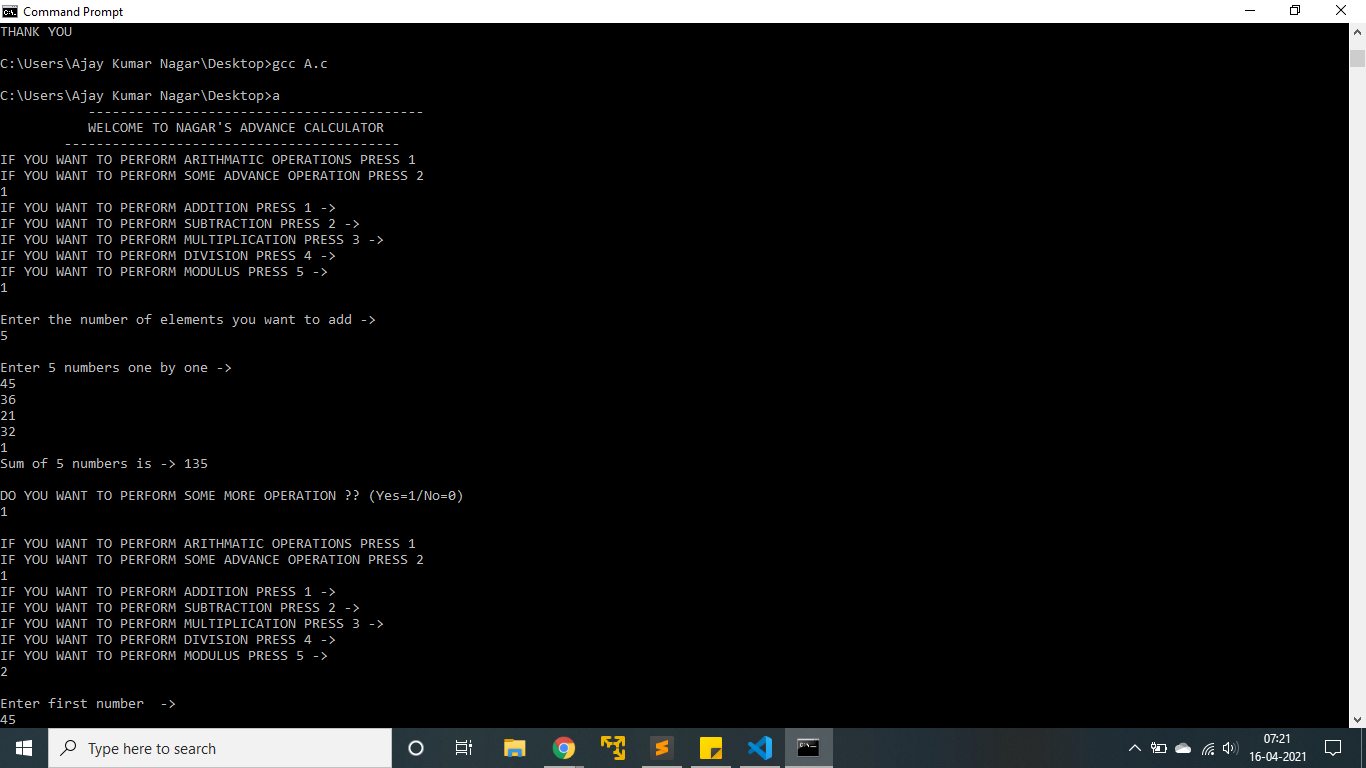 Command Prompt
THANK YOU
C:\Users\Ajay Kumar Nagar\Desktop>gcc A.c
C:\Users\Ajay Kumar Nagar\Desktop>a
------------------------------------------
WELCOME TO NAGAR'S ADVANCE CALCULATOR
------------------------------------------
IF YOU WANT TO PERFORM ARITHMATIC OPERATIONS PRESS 1
IF YOU WANT TO PERFORM SOME ADVANCE OPERATION PRESS 2
1
IF YOU WANT TO PERFORM ADDITION PRESS 1 ->
IF YOU WANT TO PERFORM SUBTRACTION PRESS 2 ->
IF YOU WANT TO PERFORM MULTIPLICATION PRESS 3 ->
IF YOU WANT TO PERFORM DIVISION PRESS 4 ->
IF YOU WANT TO PERFORM MODULUS PRESS 5 ->
1
Enter the number of elements you want to add ->
5
Enter 5 numbers one by one ->
45
36
21
32
1
Sum of 5 numbers is -> 135
DO YOU WANT TO PERFORM SOME MORE OPERATION ?? (Yes=1/No=0)
1
IF YOU WANT TO PERFORM ARITHMATIC OPERATIONS PRESS 1
IF YOU WANT TO PERFORM SOME ADVANCE OPERATION PRESS 2
1
IF YOU WANT TO PERFORM ADDITION PRESS 1 ->
IF YOU WANT TO PERFORM SUBTRACTION PRESS 2 ->
IF YOU WANT TO PERFORM MULTIPLICATION PRESS 3 ->
IF YOU WANT TO PERFORM DIVISION PRESS 4 ->
IF YOU WANT TO PERFORM MODULUS PRESS 5 ->
2
Enter first number  ->
45
Type here to search
07:21
16-04-2021